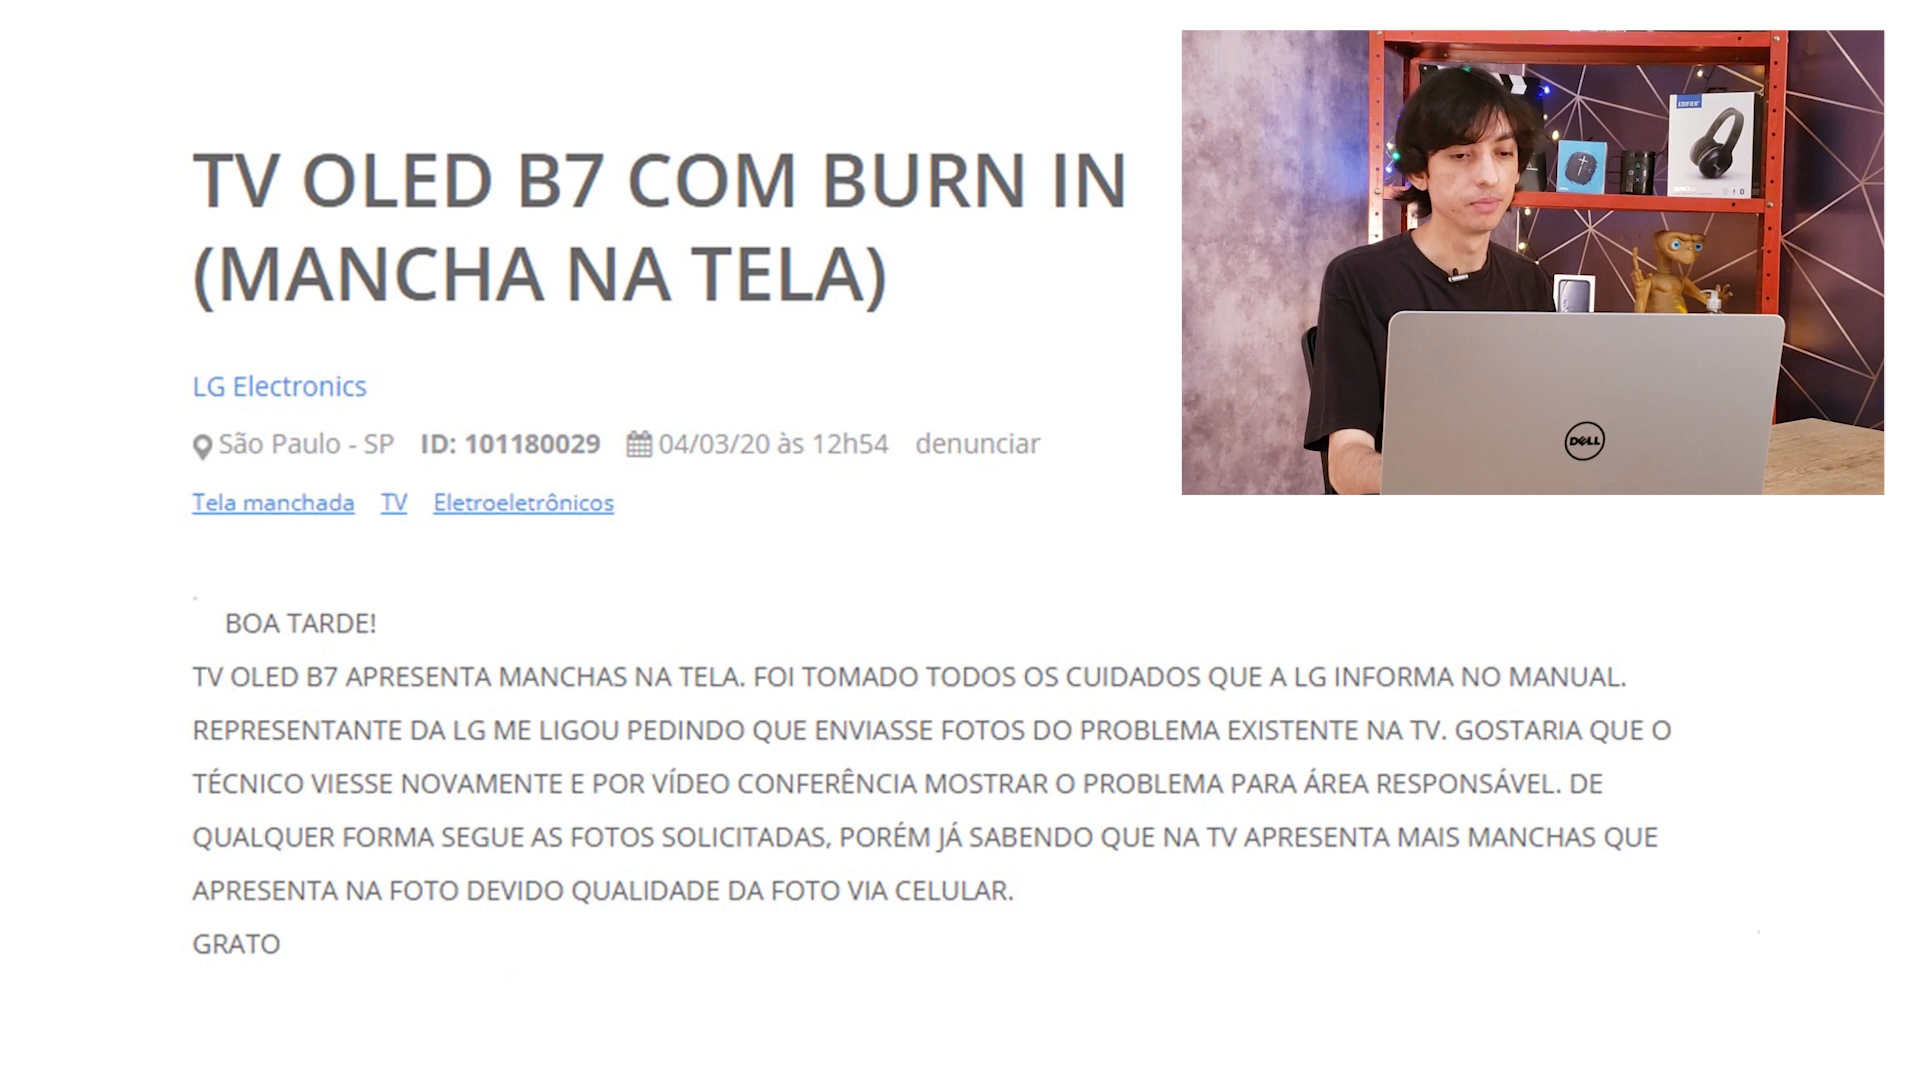 TV OLED B7 COM BURN IN
(MANCHA NA TELA)
LG Electronics
São Paulo - SP ID: 101180029 04/03/20 às 12h54 denunciar
Tela manchada TV Eletroeletrônicos
BOA TARDE!
TV OLED B7 APRESENTA MANCHAS NA TELA. FOI TOMADO TODOS OS CUIDADOS QUE A LG INFORMA NO MANUAL.
REPRESENTANTE DA LG ME LIGOU PEDINDO QUE ENVIASSE FOTOS DO PROBLEMA EXISTENTE NA TV. GOSTARIA QUE O
TÉCNICO VIESSE NOVAMENTE E POR VÍDEO CONFERÊNCIA MOSTRAR O PROBLEMA PARA ÁREA RESPONSÁVEL. DE
QUALQUER FORMA SEGUE AS FOTOS SOLICITADAS, PORÉM JÁ SABENDO QUE NA TV APRESENTA MAIS MANCHAS QUE
APRESENTA NA FOTO DEVIDO QUALIDADE DA FOTO VIA CELULAR.
GRATO
EDIFIER
DELL